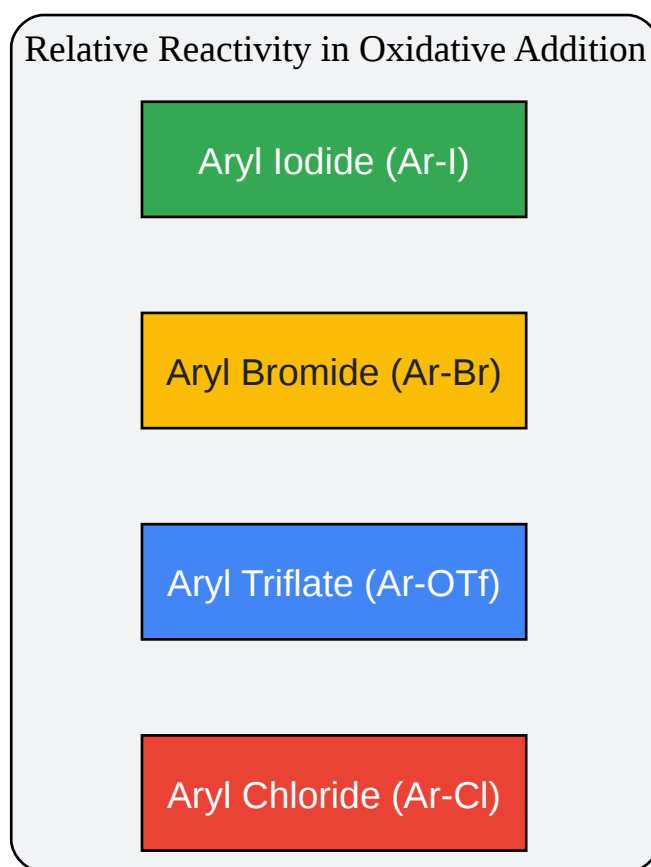 Relative Reactivity in Oxidative Addition
Aryl Iodide (Ar-I)
Aryl Bromide (Ar-Br)
Aryl Triflate (Ar-OTf)
Aryl Chloride (Ar-Cl)